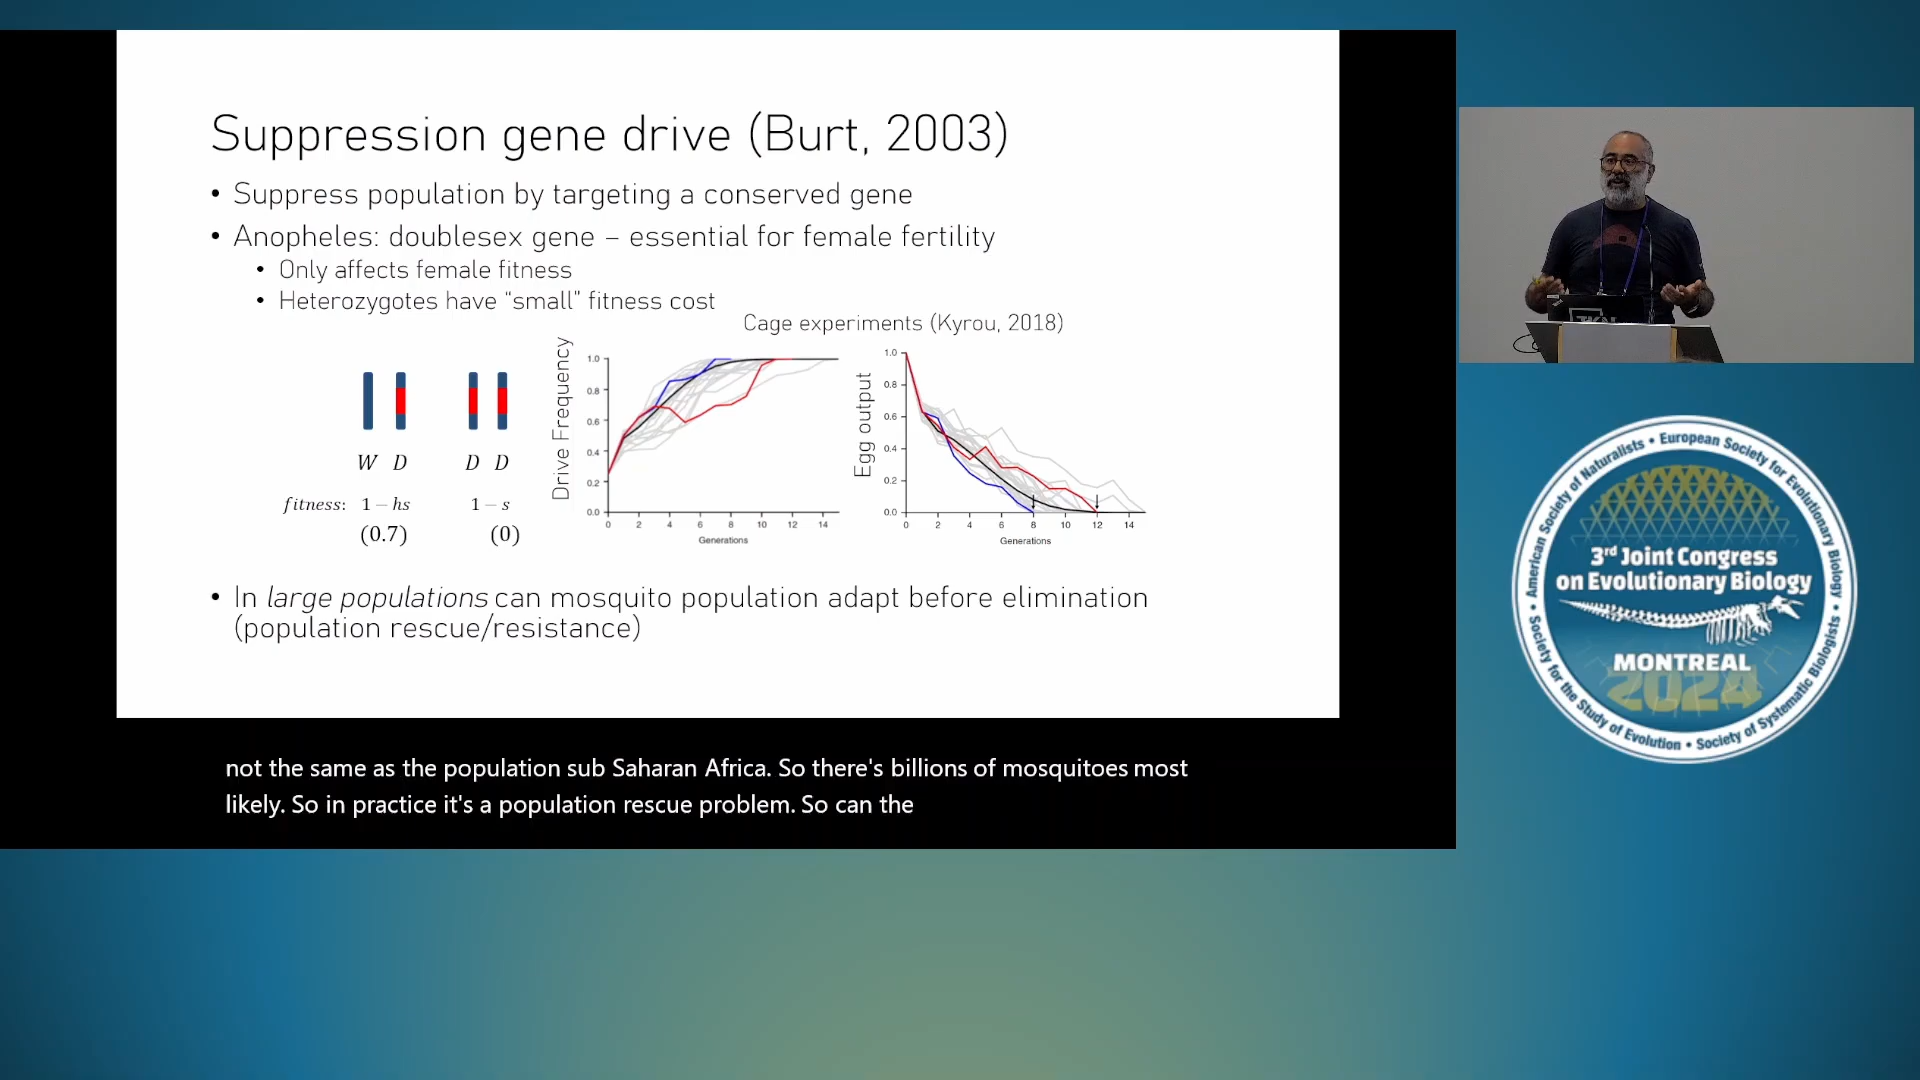 Suppression gene drive (Burt, 2003)
• Suppress population by targeting a conserved gene
• Anopheles: doublesex gene – essential for female fertility
• Only affects female fitness
• Heterozygotes have “small” fitness cost
Cage experiments (Kyrou, 2018)
W D D D
fitness: 1 – hs 1 – s
(0.7) (0)
Drive Frequency
1.0
0.8
0.6
0.4
0.2
0.0
0 2 4 6 8 10 12 14
Generations
Egg output
1.0
0.8
0.6
0.4
0.2
0.0
0 2 4 6 8 10 12 14
Generations
• In large populations can mosquito population adapt before elimination
(population rescue/resistance)
not the same as the population sub Saharan Africa. So there's billions of mosquitoes most
likely. So in practice it's a population rescue problem. So can the
American Society of Naturalists • European Society for Evolutionary Biology •
3rd Joint Congress
on Evolutionary Biology
MONTREAL
2024
Society for the Study of Evolution • Society of Systematic Biologists •